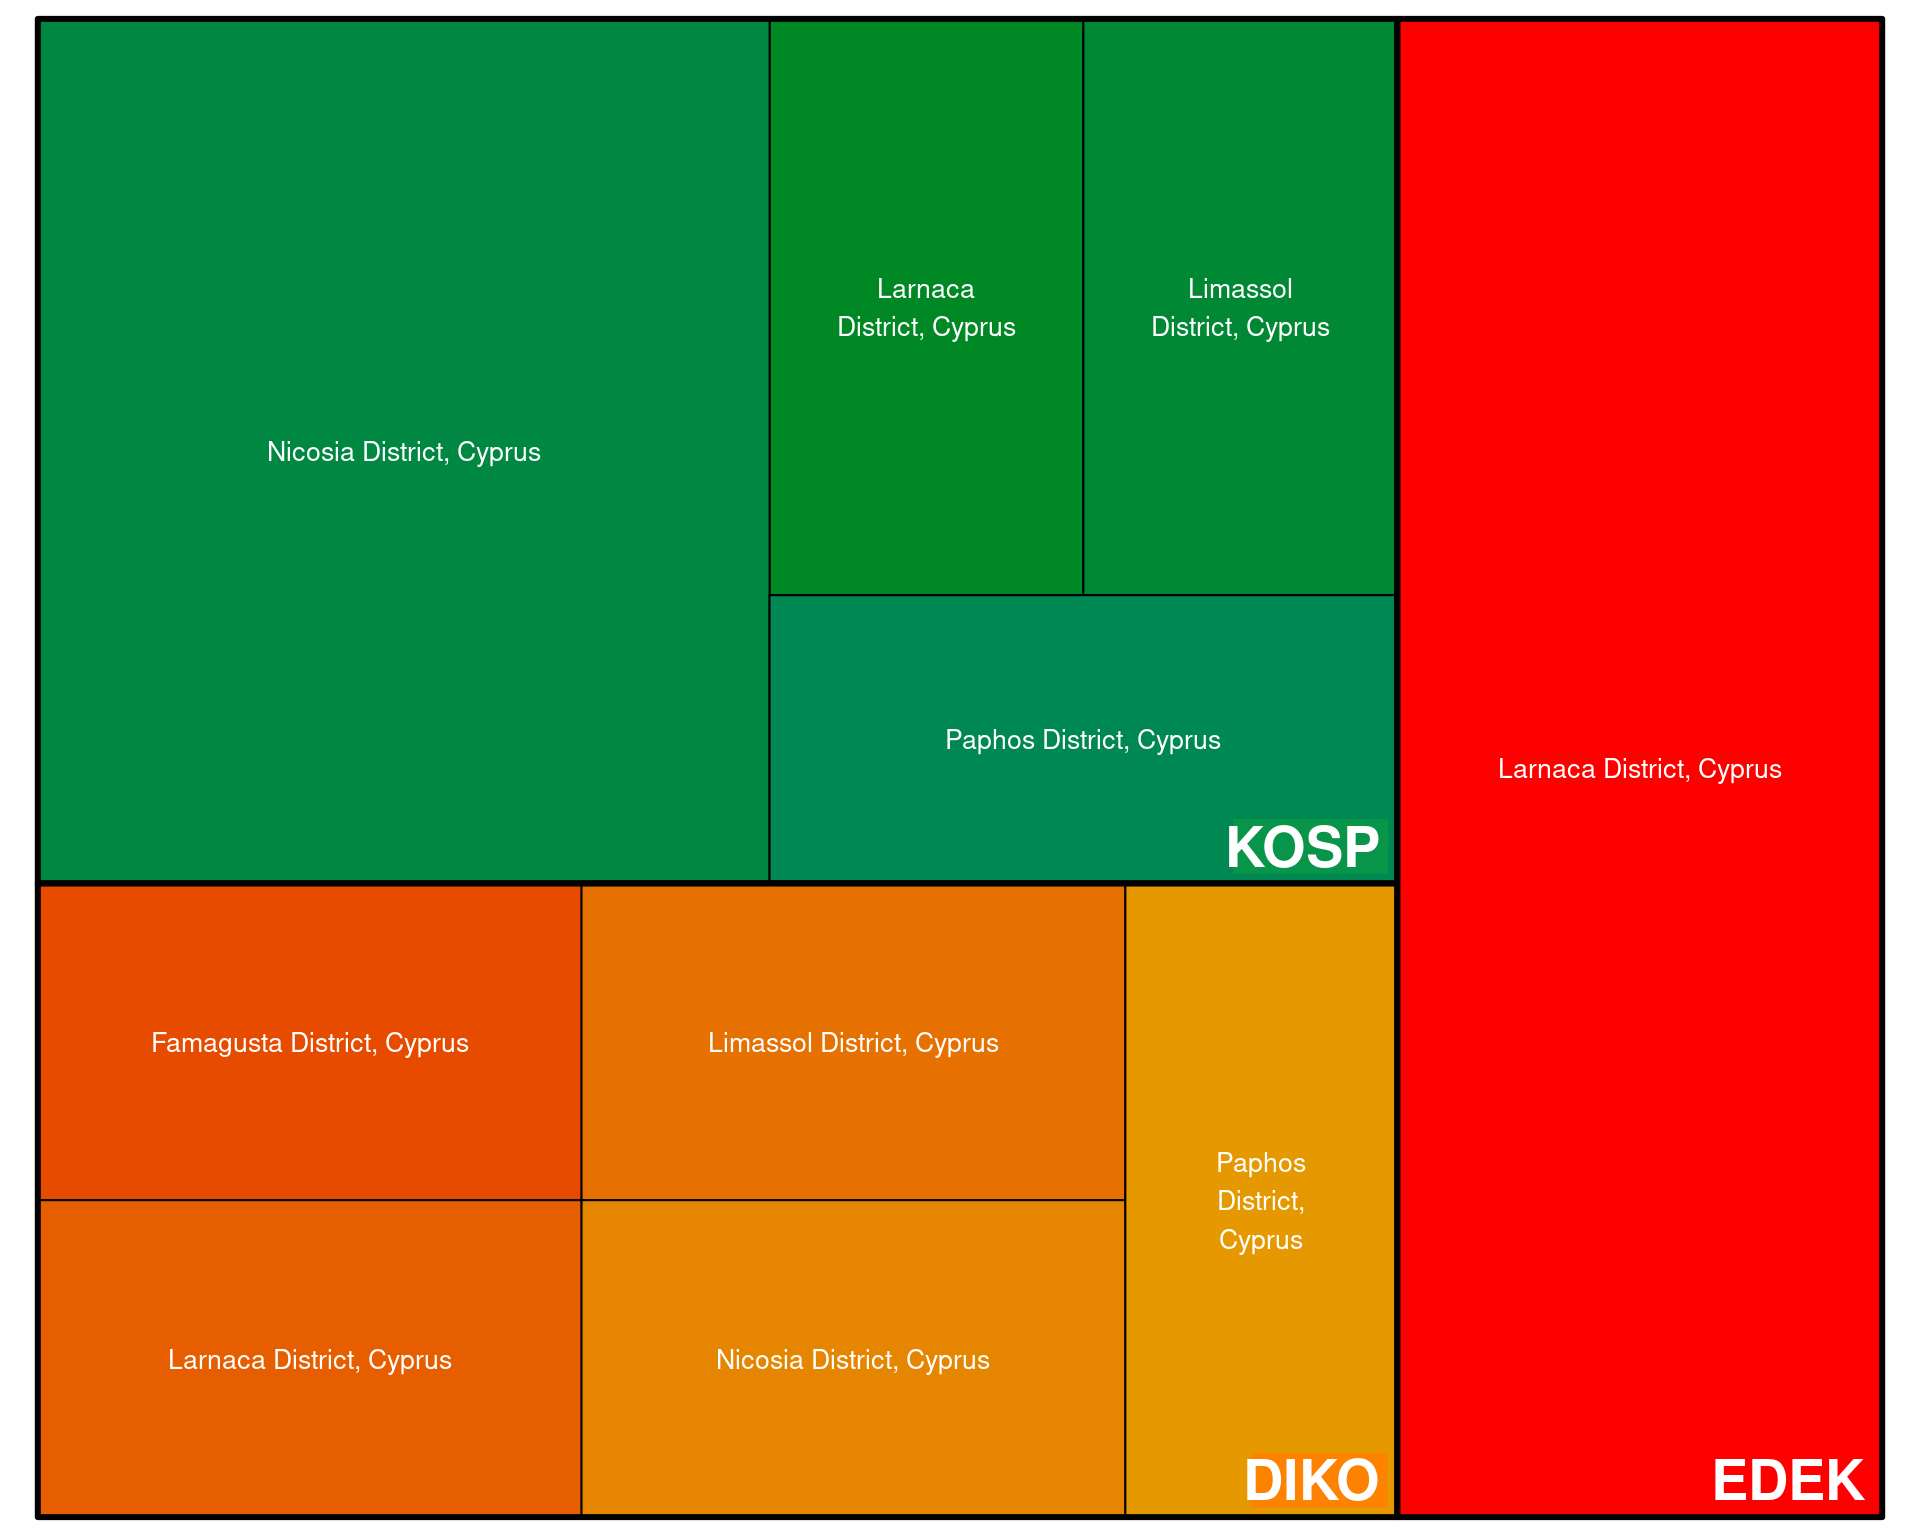 Nicosia District, Cyprus
Larnaca
District, Cyprus
Limassol
District, Cyprus
Paphos District, Cyprus
KOSP
Larnaca District, Cyprus
EDEK
Famagusta District, Cyprus
Limassol District, Cyprus
Larnaca District, Cyprus
Nicosia District, Cyprus
Paphos
District,
Cyprus
DIKO